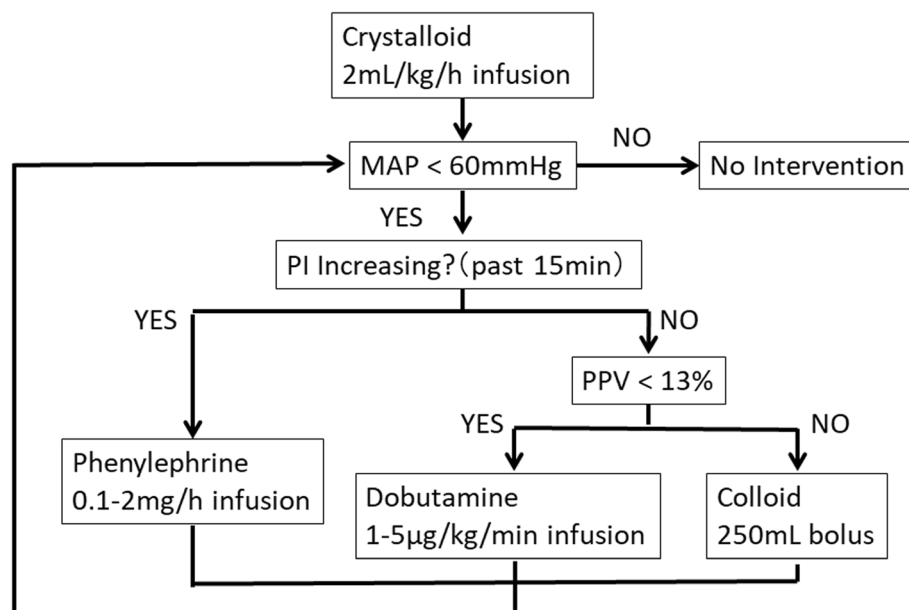 Crystalloid
2mL/kg/h infusion
MAP < 60mmHg
NO
No Intervention
YES
PI Increasing?（past 15min）
YES
NO
PPV < 13%
YES
NO
Phenylephrine
0.1-2mg/h infusion
Dobutamine
1-5μg/kg/min infusion
Colloid
250mL bolus